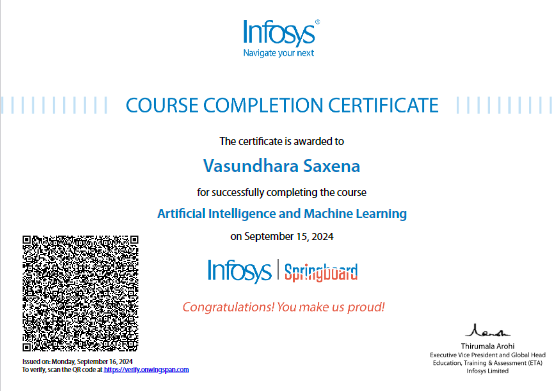 Infosys®
Navigate your next
COURSE COMPLETION CERTIFICATE
The certificate is awarded to
Vasundhara Saxena
for successfully completing the course
Artificial Intelligence and Machine Learning
on September 15, 2024
Infosys | Springboard
Congratulations! You make us proud!
Issued on: Monday, September 16, 2024
To verify, scan the QR code at https://verify.onwingspan.com
Thirumala Arohi
Executive Vice President and Global Head
Education, Training & Assessment (ETA)
Infosys Limited